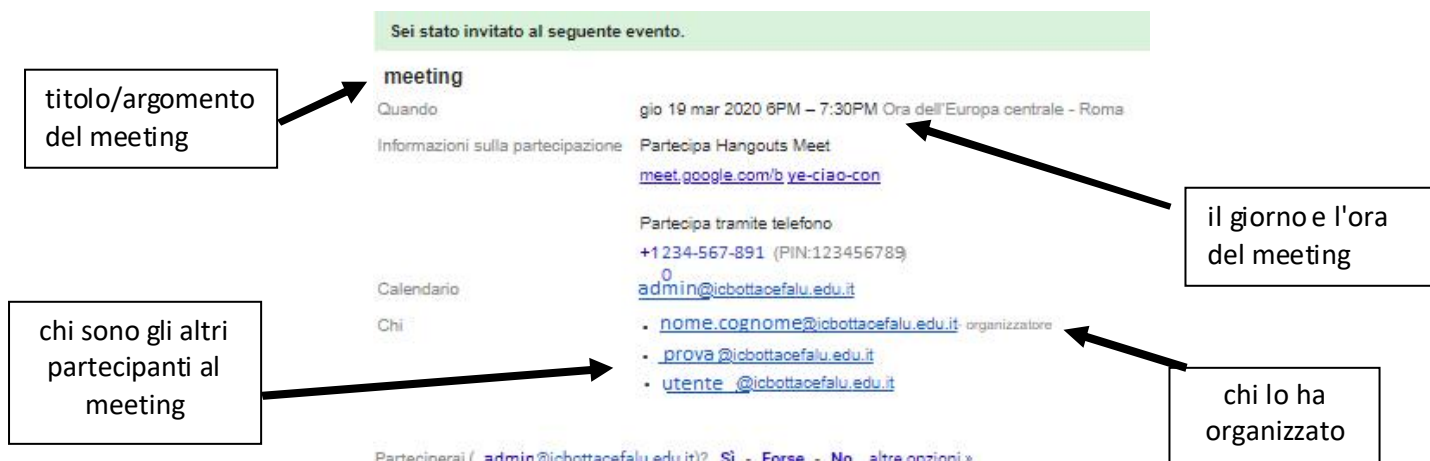 Sei stato invitato al seguente evento.
titolo/argomento
del meeting
meeting
Quando gio 19 mar 2020 6PM – 7:30PM Ora dell'Europa centrale - Roma
Informazioni sulla partecipazione Partecipa Hangouts Meet
meet.google.com/b ye-ciao-con
il giorno e l'ora
del meeting
Partecipa tramite telefono
+1234-567-891 (PIN:123456789)
0
Calendario admin@icbottacefalu.edu.it
chi sono gli altri
partecipanti al
meeting
Chi • nome.cognome@icbottacefalu.edu.it- organizzatore
• prova@icbottacefalu.edu.it
• utente @icbottacefalu.edu.it
chi lo ha
organizzato
Parteciperai ( admin@icbottacefalu.edu.it)? Sì - Forse - No altre opzioni »